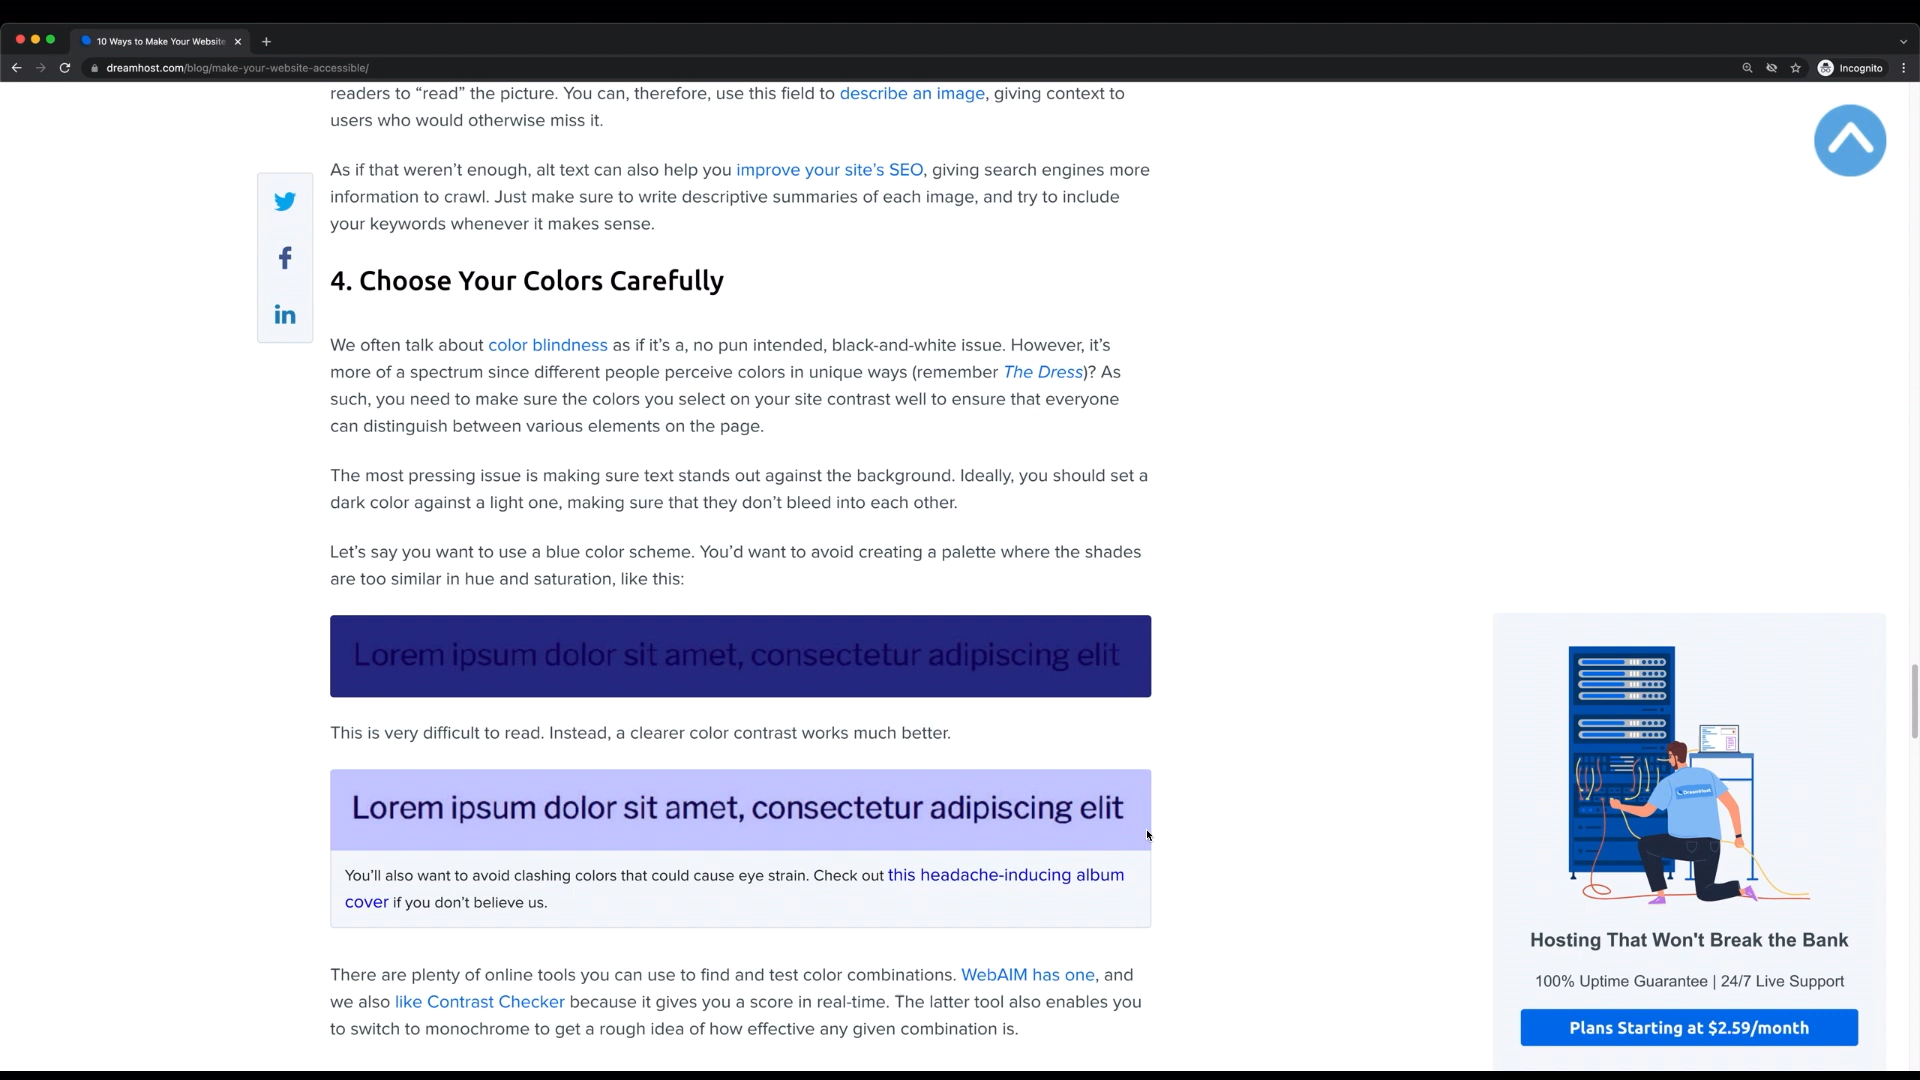 10 Ways to Make Your Website
dreamhost.com/blog/make-your-website-accessible/
Incognito
readers to “read” the picture. You can, therefore, use this field to describe an image, giving context to
users who would otherwise miss it.
As if that weren’t enough, alt text can also help you improve your site’s SEO, giving search engines more
information to crawl. Just make sure to write descriptive summaries of each image, and try to include
your keywords whenever it makes sense.
4. Choose Your Colors Carefully
We often talk about color blindness as if it’s a, no pun intended, black-and-white issue. However, it’s
more of a spectrum since different people perceive colors in unique ways (remember The Dress)? As
such, you need to make sure the colors you select on your site contrast well to ensure that everyone
can distinguish between various elements on the page.
The most pressing issue is making sure text stands out against the background. Ideally, you should set a
dark color against a light one, making sure that they don’t bleed into each other.
Let’s say you want to use a blue color scheme. You’d want to avoid creating a palette where the shades
are too similar in hue and saturation, like this:
Lorem ipsum dolor sit amet, consectetur adipiscing elit
This is very difficult to read. Instead, a clearer color contrast works much better.
Lorem ipsum dolor sit amet, consectetur adipiscing elit
You’ll also want to avoid clashing colors that could cause eye strain. Check out this headache-inducing album
cover if you don’t believe us.
There are plenty of online tools you can use to find and test color combinations. WebAIM has one, and
we also like Contrast Checker because it gives you a score in real-time. The latter tool also enables you
to switch to monochrome to get a rough idea of how effective any given combination is.
DreamHost
Hosting That Won't Break the Bank
100% Uptime Guarantee | 24/7 Live Support
Plans Starting at $2.59/month